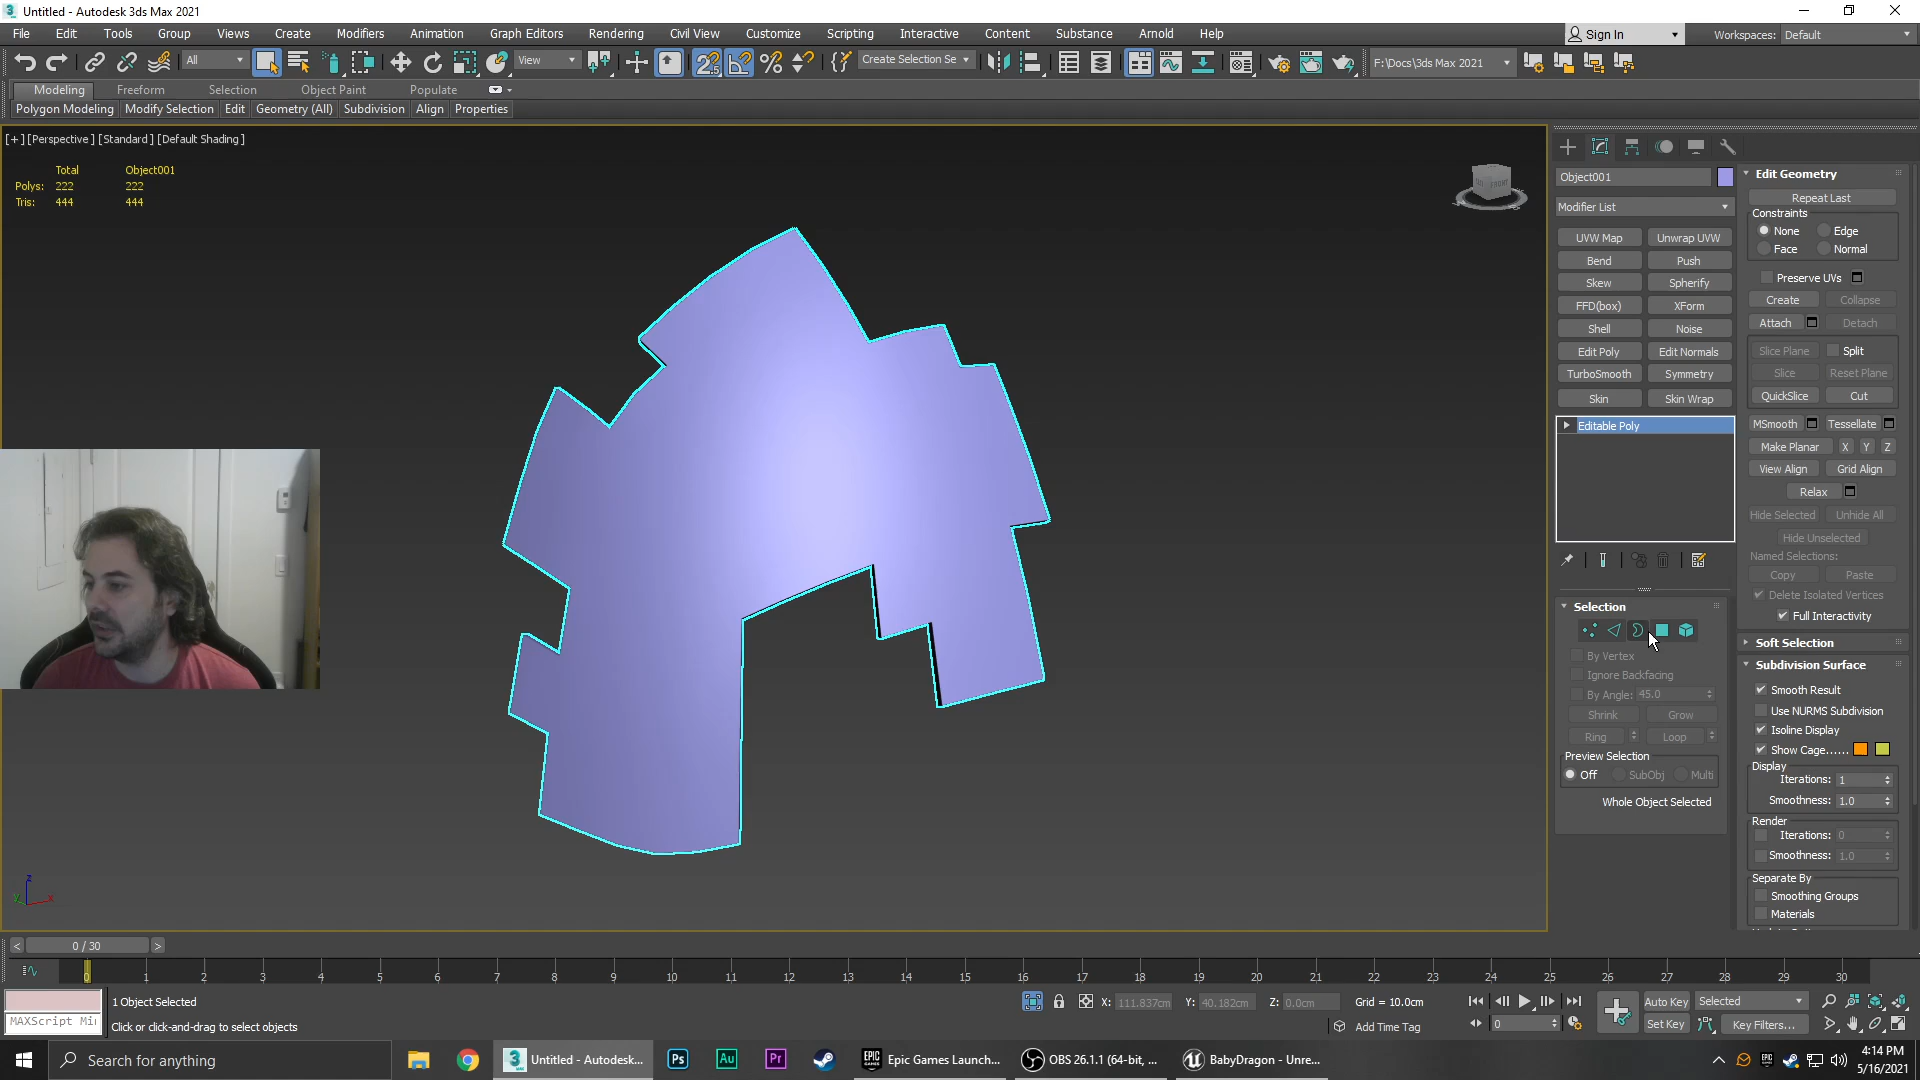 Untitled - Autodesk 3ds Max 2021
File Edit Tools Group Views Create Modifiers Animation Graph Editors Rendering Civil View Customize Scripting Interactive Content Substance Arnold Help
Sign In
Workspaces: Default
All
View
Create Selection Se
F:\Docs\3ds Max 2021
Modeling Freeform Selection Object Paint Populate
Polygon Modeling Modify Selection Edit Geometry (All) Subdivision Align Properties
[+] [Perspective] [Standard] [Default Shading]
Total Object001
Polys: 222 222
Tris: 444 444
Object001
Modifier List
UVW Map Unwrap UVW
Bend Push
Skew Spherify
FFD(box) XForm
Shell Noise
Edit Poly Edit Normals
TurboSmooth Symmetry
Skin Skin Wrap
Editable Poly
Selection
By Vertex
Ignore Backfacing
By Angle: 45.0
Shrink Grow
Ring Loop
Preview Selection
Off SubObj Multi
Whole Object Selected
Edit Geometry
Repeat Last
Constraints
None Edge
Face Normal
Preserve UVs
Create Collapse
Attach Detach
Slice Plane Split
Slice Reset Plane
QuickSlice Cut
MSmooth Tessellate
Make Planar X Y Z
View Align Grid Align
Relax
Hide Selected Unhide All
Hide Unselected
Named Selections:
Copy Paste
Delete Isolated Vertices
Full Interactivity
Soft Selection
Subdivision Surface
Smooth Result
Use NURMS Subdivision
Isoline Display
Show Cage......
Display
Iterations: 1
Smoothness: 1.0
Render
Iterations: 0
Smoothness: 1.0
Separate By
Smoothing Groups
Materials
z
x
y
< 0 / 30 >
0 1 2 3 4 5 6 7 8 9 10 11 12 13 14 15 16 17 18 19 20 21 22 23 24 25 26 27 28 29 30
1 Object Selected
X: 111.837cm Y: 40.182cm Z: 0.0cm Grid = 10.0cm
Auto Key Selected
MAXScript Mi
Click or click-and-drag to select objects
Add Time Tag
0
Set Key Key Filters...
Search for anything
Untitled - Autodesk...
Epic Games Launch...
OBS 26.1.1 (64-bit, ...
BabyDragon - Unre...
4:14 PM
5/16/2021